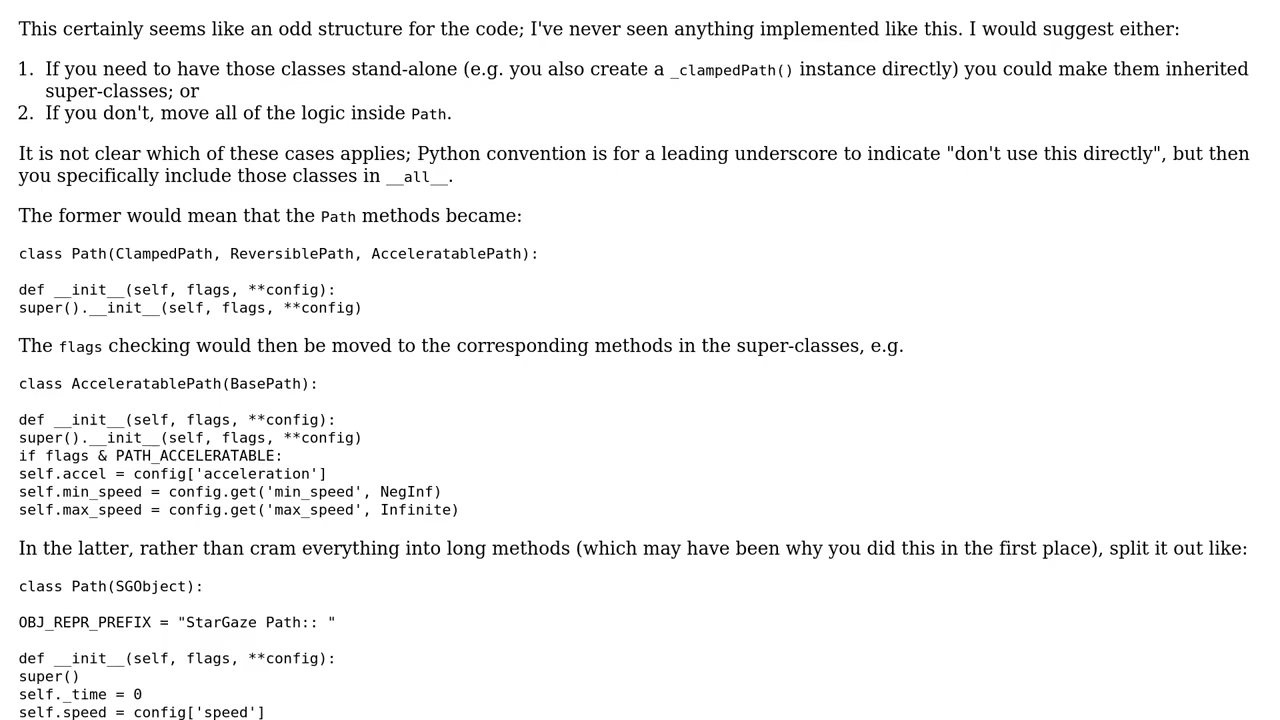 This certainly seems like an odd structure for the code; I've never seen anything implemented like this. I would suggest either:
1. If you need to have those classes stand-alone (e.g. you also create a _clampedPath() instance directly) you could make them inherited
super-classes; or
2. If you don't, move all of the logic inside Path.
It is not clear which of these cases applies; Python convention is for a leading underscore to indicate "don't use this directly", but then
you specifically include those classes in __all__.
The former would mean that the Path methods became:
class Path(ClampedPath, ReversiblePath, AcceleratablePath):
def __init__(self, flags, **config):
super().__init__(self, flags, **config)
The flags checking would then be moved to the corresponding methods in the super-classes, e.g.
class AcceleratablePath(BasePath):
def __init__(self, flags, **config):
super().__init__(self, flags, **config)
if flags & PATH_ACCELERATABLE:
self.accel = config['acceleration']
self.min_speed = config.get('min_speed', NegInf)
self.max_speed = config.get('max_speed', Infinite)
In the latter, rather than cram everything into long methods (which may have been why you did this in the first place), split it out like:
class Path(SGObject):
OBJ_REPR_PREFIX = "StarGaze Path:: "
def __init__(self, flags, **config):
super()
self._time = 0
self.speed = config['speed']